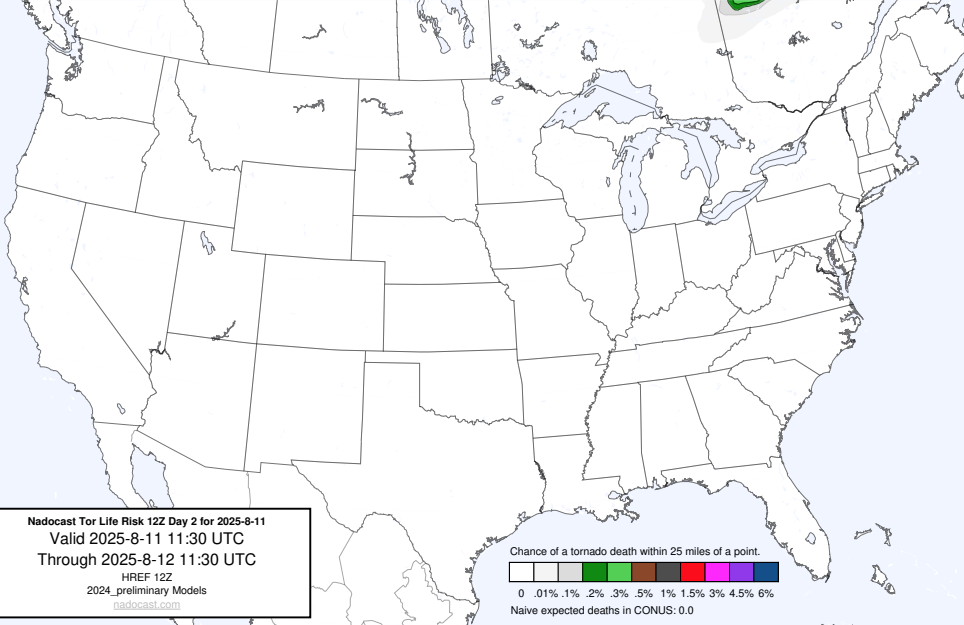 Nadocast Tor Life Risk 12Z Day 2 for 2025-8-11
Valid 2025-8-11 11:30 UTC
Through 2025-8-12 11:30 UTC
HREF 12Z
2024_preliminary Models
nadocast.com
Chance of a tornado death within 25 miles of a point.
0 .01% .1% .2% .3% .5% 1% 1.5% 3% 4.5% 6%
Naive expected deaths in CONUS: 0.0